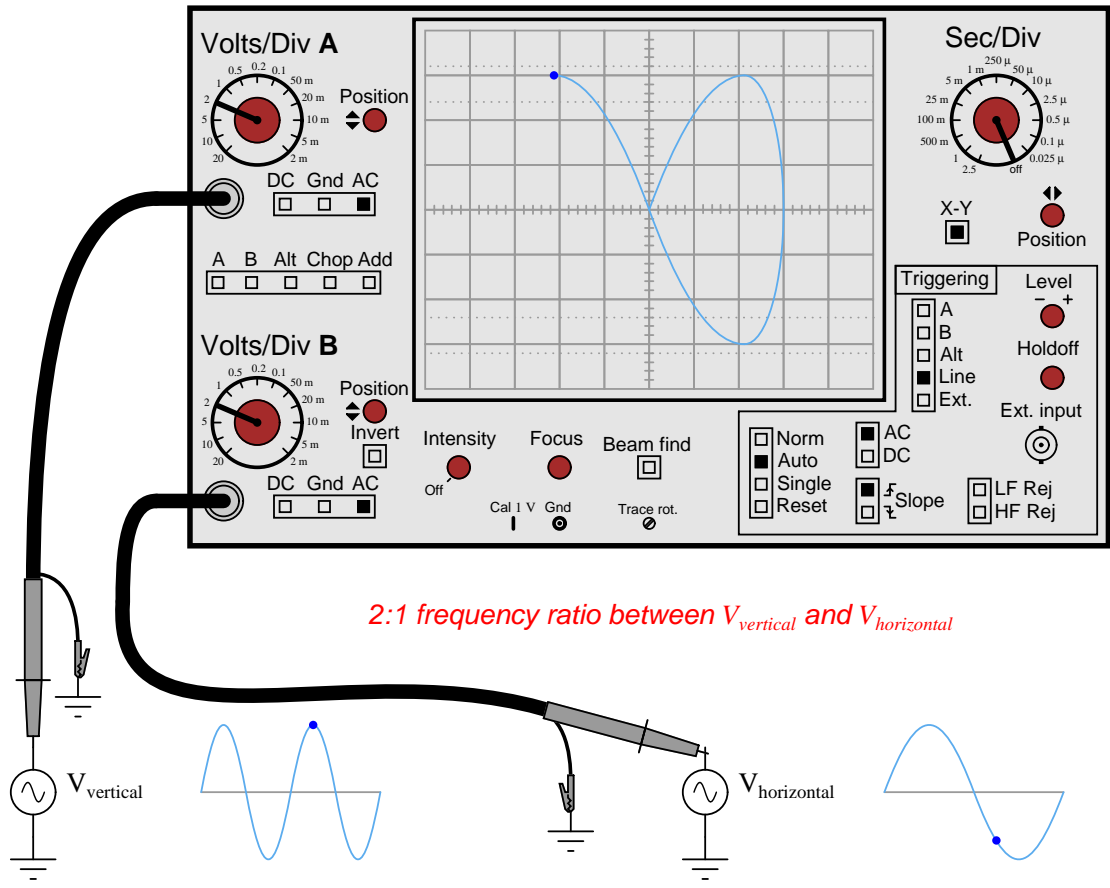 Volts/Div A
20 10 5 2 1 0.5 0.2 0.1 50 m 20 m 10 m 5 m 2 m
Position
DC Gnd AC
A B Alt Chop Add
Volts/Div B
20 10 5 2 1 0.5 0.2 0.1 50 m 20 m 10 m 5 m 2 m
Position
Invert
DC Gnd AC
Intensity
Off
Focus
Beam find
Cal 1 V Gnd
Trace rot.
Sec/Div
2.5 1 500 m 100 m 25 m 5 m 1 m 250 μ 50 μ 10 μ 2.5 μ 0.5 μ 0.1 μ 0.025 μ off
X-Y
Position
Triggering
A
B
Alt
Line
Ext.
Level
− +
Holdoff
Ext. input
Norm
Auto
Single
Reset
AC
DC
Slope
LF Rej
HF Rej
2:1 frequency ratio between Vvertical and Vhorizontal
Vvertical
Vhorizontal